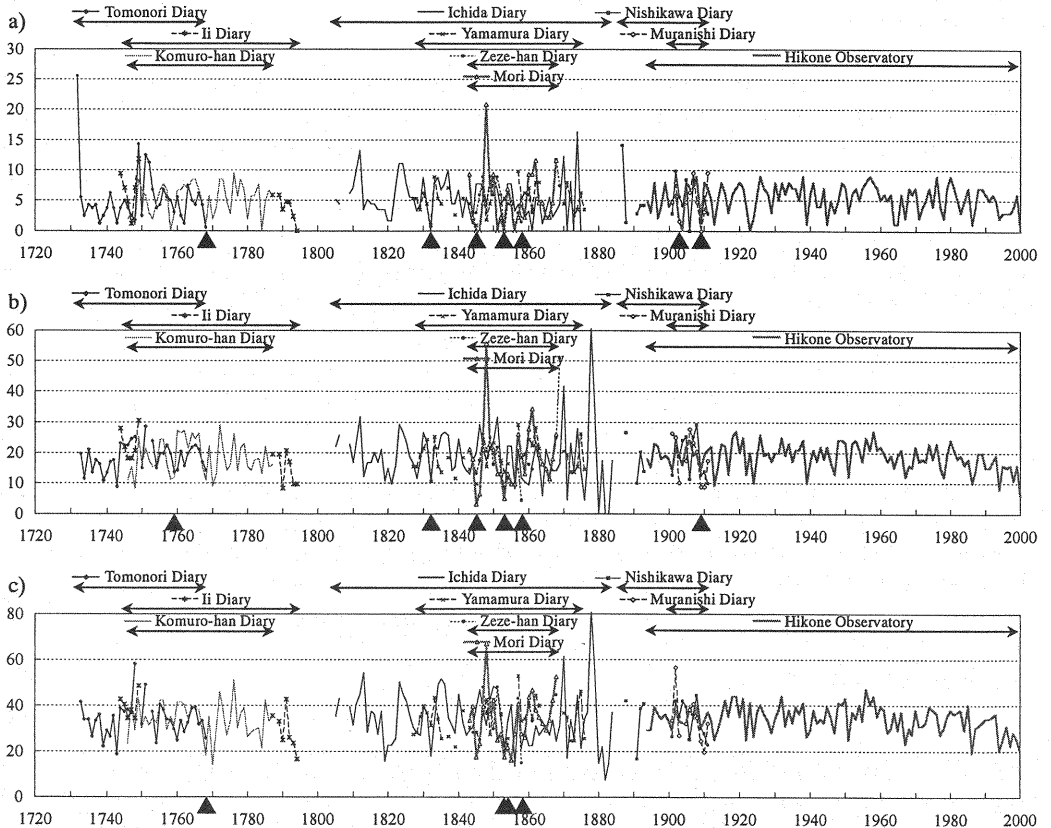 a) Tomonori Diary Ichida Diary Nishikawa Diary
Ii Diary Yamamura Diary Muranishi Diary
Komuro-han Diary Zeze-han Diary Hikone Observatory
Mori Diary
30
25
20
15
10
5
0
1720 1740 1760 1780 1800 1820 1840 1860 1880 1900 1920 1940 1960 1980 2000
b) Tomonori Diary Ichida Diary Nishikawa Diary
Ii Diary Yamamura Diary Muranishi Diary
Komuro-han Diary Zeze-han Diary Hikone Observatory
Mori Diary
60
50
40
30
20
10
0
1720 1740 1760 1780 1800 1820 1840 1860 1880 1900 1920 1940 1960 1980 2000
c) Tomonori Diary Ichida Diary Nishikawa Diary
Ii Diary Yamamura Diary Muranishi Diary
Komuro-han Diary Zeze-han Diary Hikone Observatory
Mori Diary
80
60
40
20
0
1720 1740 1760 1780 1800 1820 1840 1860 1880 1900 1920 1940 1960 1980 2000